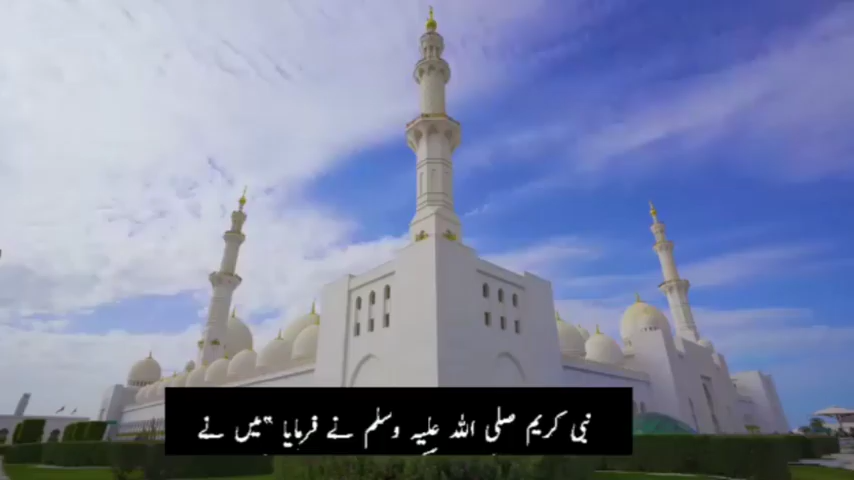 نبی کریم صلی اللہ علیہ وسلم نے فرمایا "میں نے